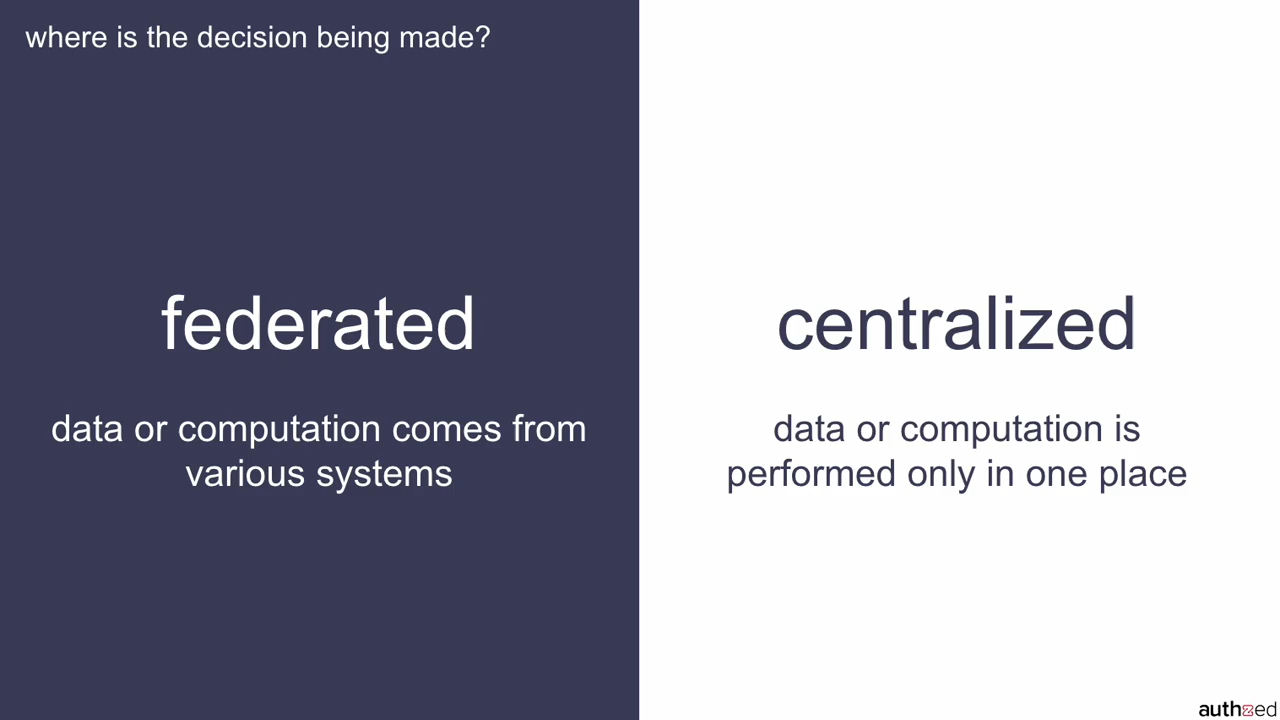 where is the decision being made?
federated
data or computation comes from
various systems
centralized
data or computation is
performed only in one place
authzed